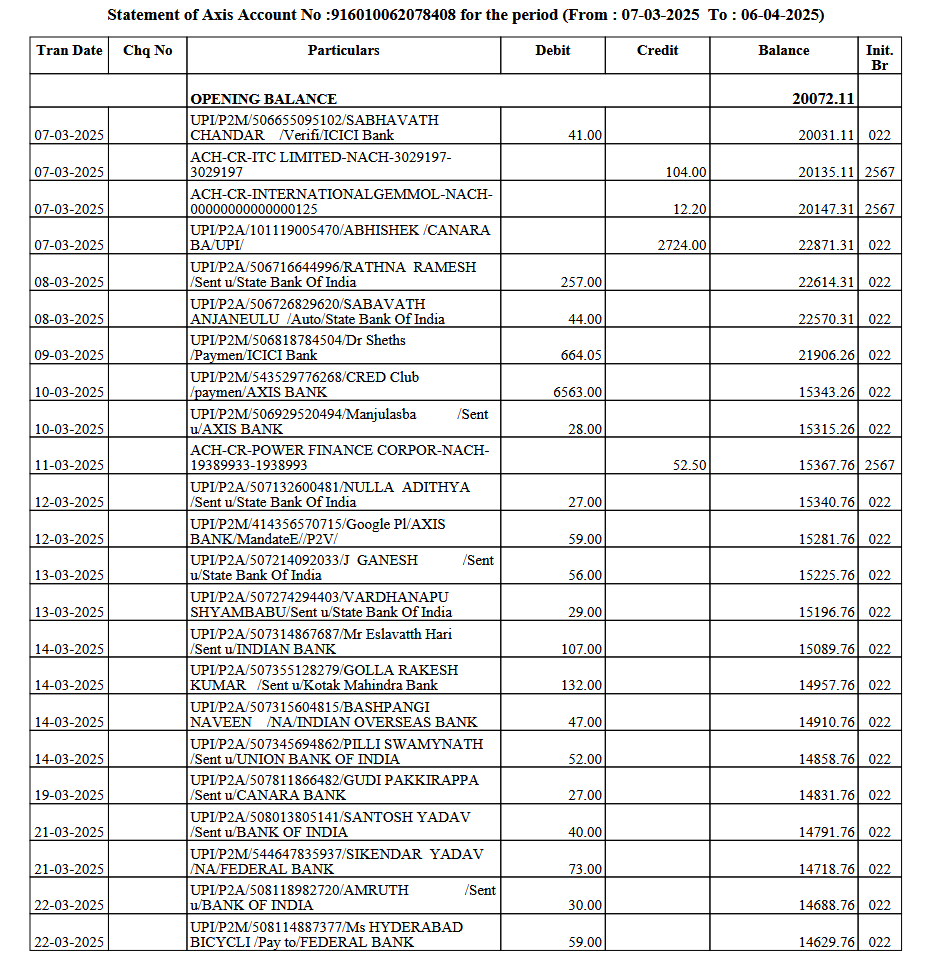 Statement of Axis Account No :916010062078408 for the period (From : 07-03-2025 To : 06-04-2025)
Tran Date Chq No Particulars Debit Credit Balance Init. Br
OPENING BALANCE 20072.11
UPI/P2M/506655095102/SABHAVATH
07-03-2025 CHANDAR /Verifi/ICICI Bank 41.00 20031.11 022
ACH-CR-ITC LIMITED-NACH-3029197-
07-03-2025 3029197 104.00 20135.11 2567
ACH-CR-INTERNATIONALGEMMOL-NACH-
07-03-2025 00000000000000125 12.20 20147.31 2567
UPI/P2A/101119005470/ABHISHEK /CANARA
07-03-2025 BA/UPI/ 2724.00 22871.31 022
UPI/P2A/506716644996/RATHNA RAMESH
08-03-2025 /Sent u/State Bank Of India 257.00 22614.31 022
UPI/P2A/506726829620/SABAVATH
08-03-2025 ANJANEULU /Auto/State Bank Of India 44.00 22570.31 022
UPI/P2M/506818784504/Dr Sheths
09-03-2025 /Paymen/ICICI Bank 664.05 21906.26 022
UPI/P2M/543529776268/CRED Club
10-03-2025 /paymen/AXIS BANK 6563.00 15343.26 022
UPI/P2M/506929520494/Manjulasba /Sent
10-03-2025 u/AXIS BANK 28.00 15315.26 022
ACH-CR-POWER FINANCE CORPOR-NACH-
11-03-2025 19389933-1938993 52.50 15367.76 2567
UPI/P2A/507132600481/NULLA ADITHYA
12-03-2025 /Sent u/State Bank Of India 27.00 15340.76 022
UPI/P2M/414356570715/Google Pl/AXIS
12-03-2025 BANK/MandateE//P2V/ 59.00 15281.76 022
UPI/P2A/507214092033/J GANESH /Sent
13-03-2025 u/State Bank Of India 56.00 15225.76 022
UPI/P2A/507274294403/VARDHANAPU
13-03-2025 SHYAMBABU/Sent u/State Bank Of India 29.00 15196.76 022
UPI/P2A/507314867687/Mr Eslavatth Hari
14-03-2025 /Sent u/INDIAN BANK 107.00 15089.76 022
UPI/P2A/507355128279/GOLLA RAKESH
14-03-2025 KUMAR /Sent u/Kotak Mahindra Bank 132.00 14957.76 022
UPI/P2A/507315604815/BASHPANGI
14-03-2025 NAVEEN /NA/INDIAN OVERSEAS BANK 47.00 14910.76 022
UPI/P2A/507345694862/PILLI SWAMYNATH
14-03-2025 /Sent u/UNION BANK OF INDIA 52.00 14858.76 022
UPI/P2A/507811866482/GUDI PAKKIRAPPA
19-03-2025 /Sent u/CANARA BANK 27.00 14831.76 022
UPI/P2A/508013805141/SANTOSH YADAV
21-03-2025 /Sent u/BANK OF INDIA 40.00 14791.76 022
UPI/P2M/544647835937/SIKENDAR YADAV
21-03-2025 /NA/FEDERAL BANK 73.00 14718.76 022
UPI/P2A/508118982720/AMRUTH /Sent
22-03-2025 u/BANK OF INDIA 30.00 14688.76 022
UPI/P2M/508114887377/Ms HYDERABAD
22-03-2025 BICYCLI /Pay to/FEDERAL BANK 59.00 14629.76 022